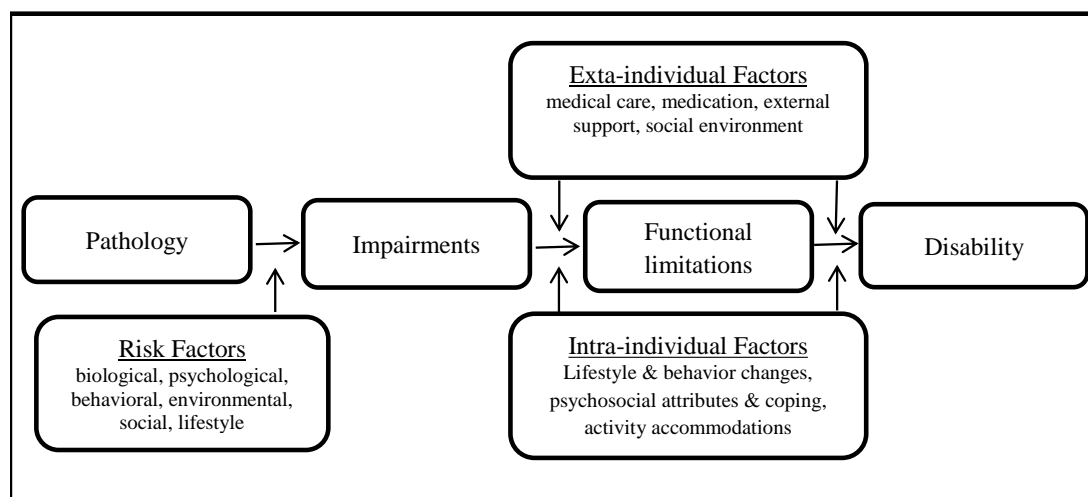 Exta-individual Factors
medical care, medication, external
support, social environment
Pathology
Impairments
Functional
limitations
Disability
Risk Factors
biological, psychological,
behavioral, environmental,
social, lifestyle
Intra-individual Factors
Lifestyle & behavior changes,
psychosocial attributes & coping,
activity accommodations